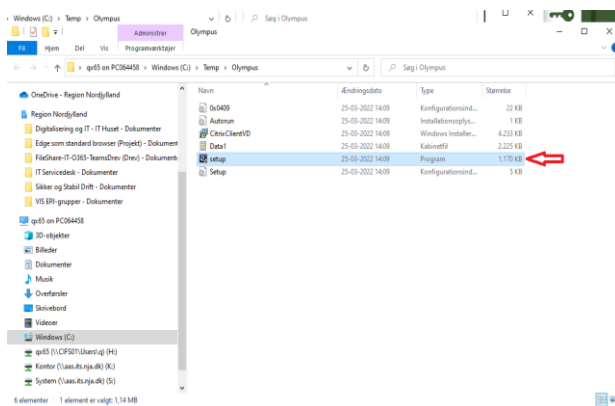 Windows (C:) › Temp › Olympus
Søg i Olympus
Administrer
Olympus
Fil
Hjem
Del
Vis
Programværktøjer
› qx65 on PC064458 › Windows (C:) › Temp › Olympus
Søg i Olympus
Navn
Ændringsdato
Type
Størrelse
0x0409
25-03-2022 14:09
Konfigurationsind...
22 KB
Autorun
25-03-2022 14:09
Installationsoplys...
1 KB
CitrixClientVD
25-03-2022 14:09
Windows Installer...
4.233 KB
Data1
25-03-2022 14:09
Kabinetfil
2.225 KB
setup
25-03-2022 14:09
Program
1.170 KB
Setup
25-03-2022 14:09
Konfigurationsind...
5 KB
OneDrive - Region Nordjylland
Region Nordjylland
Digitalisering og IT - IT Huset - Dokumenter
Edge som standard browser (Projekt) - Dokument
FileShare-IT-O365-TeamsDrev (Drev) - Dokument
IT Servicedesk - Dokumenter
Sikker og Stabil Drift - Dokumenter
VIS EPJ-grupper - Dokumenter
qx65 on PC064458
3D-objekter
Billeder
Dokumenter
Musik
Overførsler
Skrivebord
Videoer
Windows (C:)
qx65 (\\CIFS01\Users\q) (H:)
Kontor (\\aas.its.nja.dk) (K:)
System (\\aas.its.nja.dk) (S:)
6 elementer
1 element er valgt: 1,14 MB